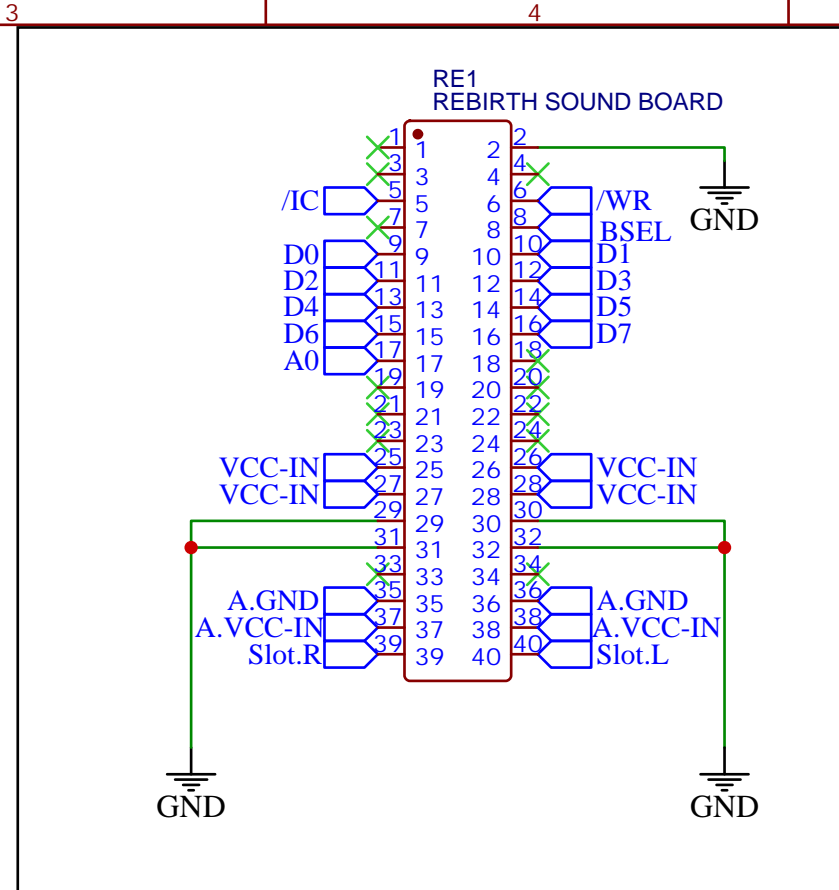 3 4
RE1
REBIRTH SOUND BOARD
1 1 2 2
3 3 4 4
/IC 5 5 6 6 /WR
7 7 8 8 BSEL
D0 9 9 10 10 D1
D2 11 11 12 12 D3
D4 13 13 14 14 D5
D6 15 15 16 16 D7
A0 17 17 18 18
19 19 20 20
21 21 22 22
23 23 24 24
VCC-IN 25 25 26 26 VCC-IN
VCC-IN 27 27 28 28 VCC-IN
29 29 30 30
31 31 32 32
33 33 34 34
A.GND 35 35 36 36 A.GND
A.VCC-IN 37 37 38 38 A.VCC-IN
Slot.R 39 39 40 40 Slot.L
GND
GND
GND